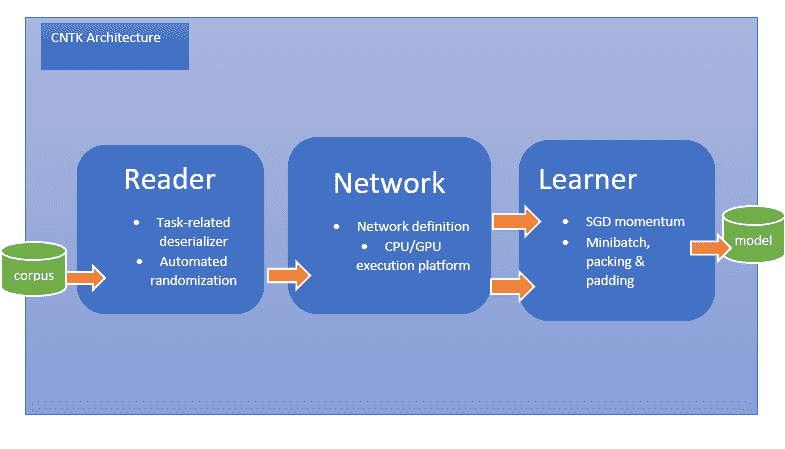 CNTK Architecture
Reader
• Task-related
deserializer
• Automated
randomization
Network
• Network definition
• CPU/GPU
execution platform
Learner
• SGD momentum
• Minibatch,
packing &
padding
corpus
model